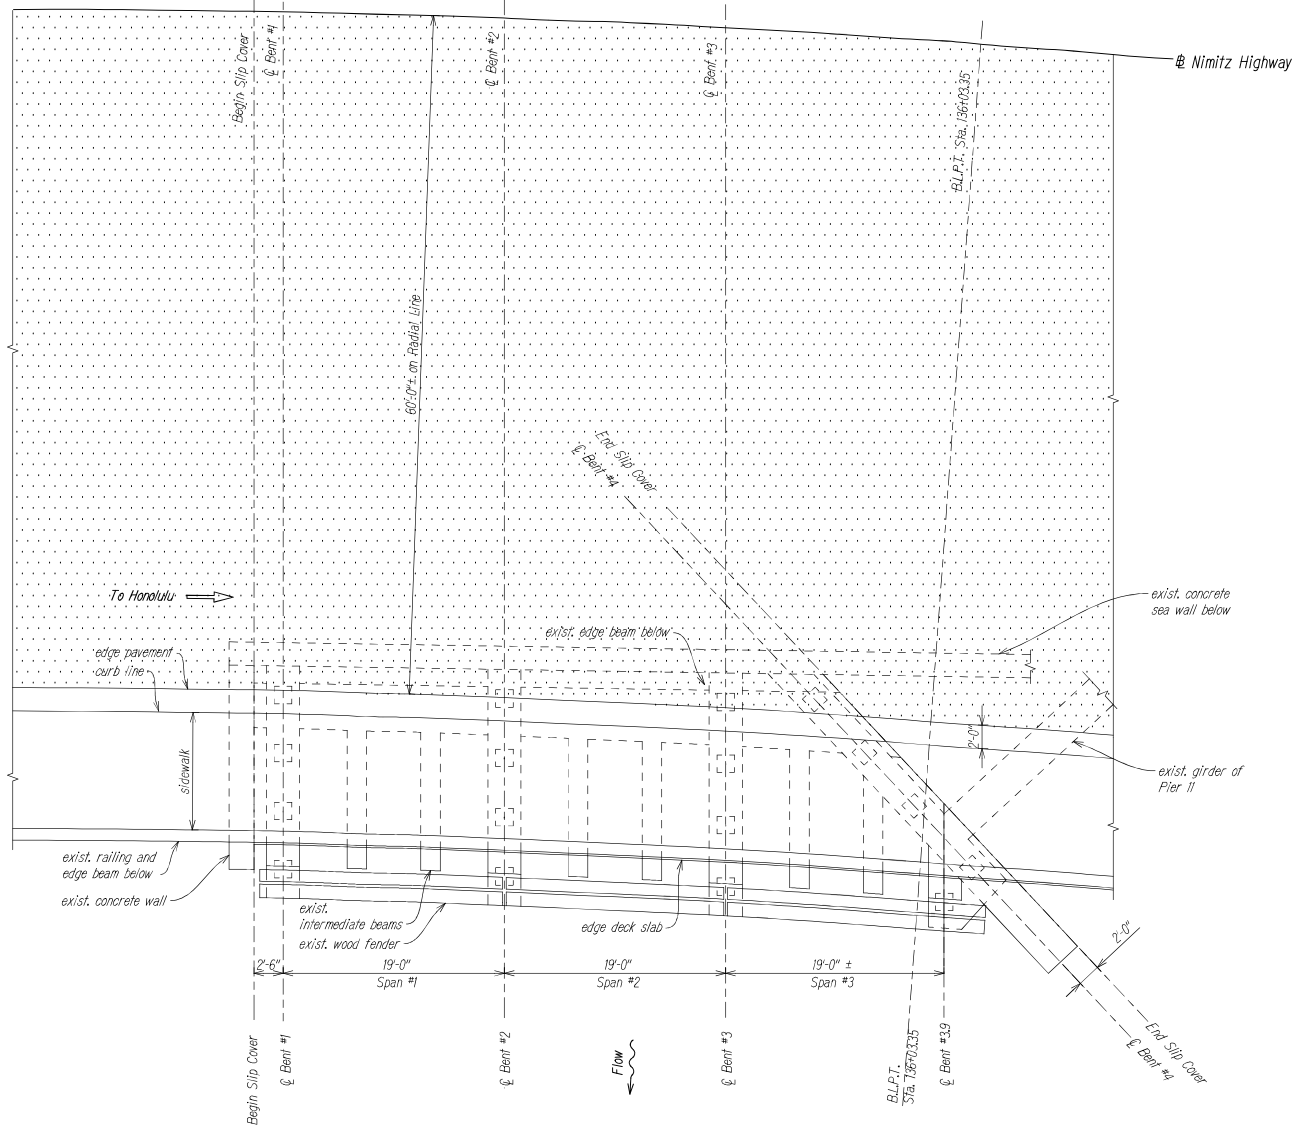 Begin Slip Cover
℄ Bent #1
℄ Bent #2
℄ Bent #3
B.L.P.T. Sta. 136+03.35
Nimitz Highway
60'-0"± on Radial Line
End Slip Cover
℄ Bent #4
To Honolulu
exist. concrete
sea wall below
exist. edge beam below
edge pavement
curb line
sidewalk
2'-0"
exist. girder of
Pier 11
exist. railing and
edge beam below
exist. concrete wall
exist.
intermediate beams
exist. wood fender
edge deck slab
2'-0"
2'-6"
19'-0"
Span #1
19'-0"
Span #2
19'-0" ±
Span #3
Begin Slip Cover
℄ Bent #1
℄ Bent #2
Flow
℄ Bent #3
B.L.P.T.
Sta. 136+03.35
℄ Bent #3.9
End Slip Cover
℄ Bent #4